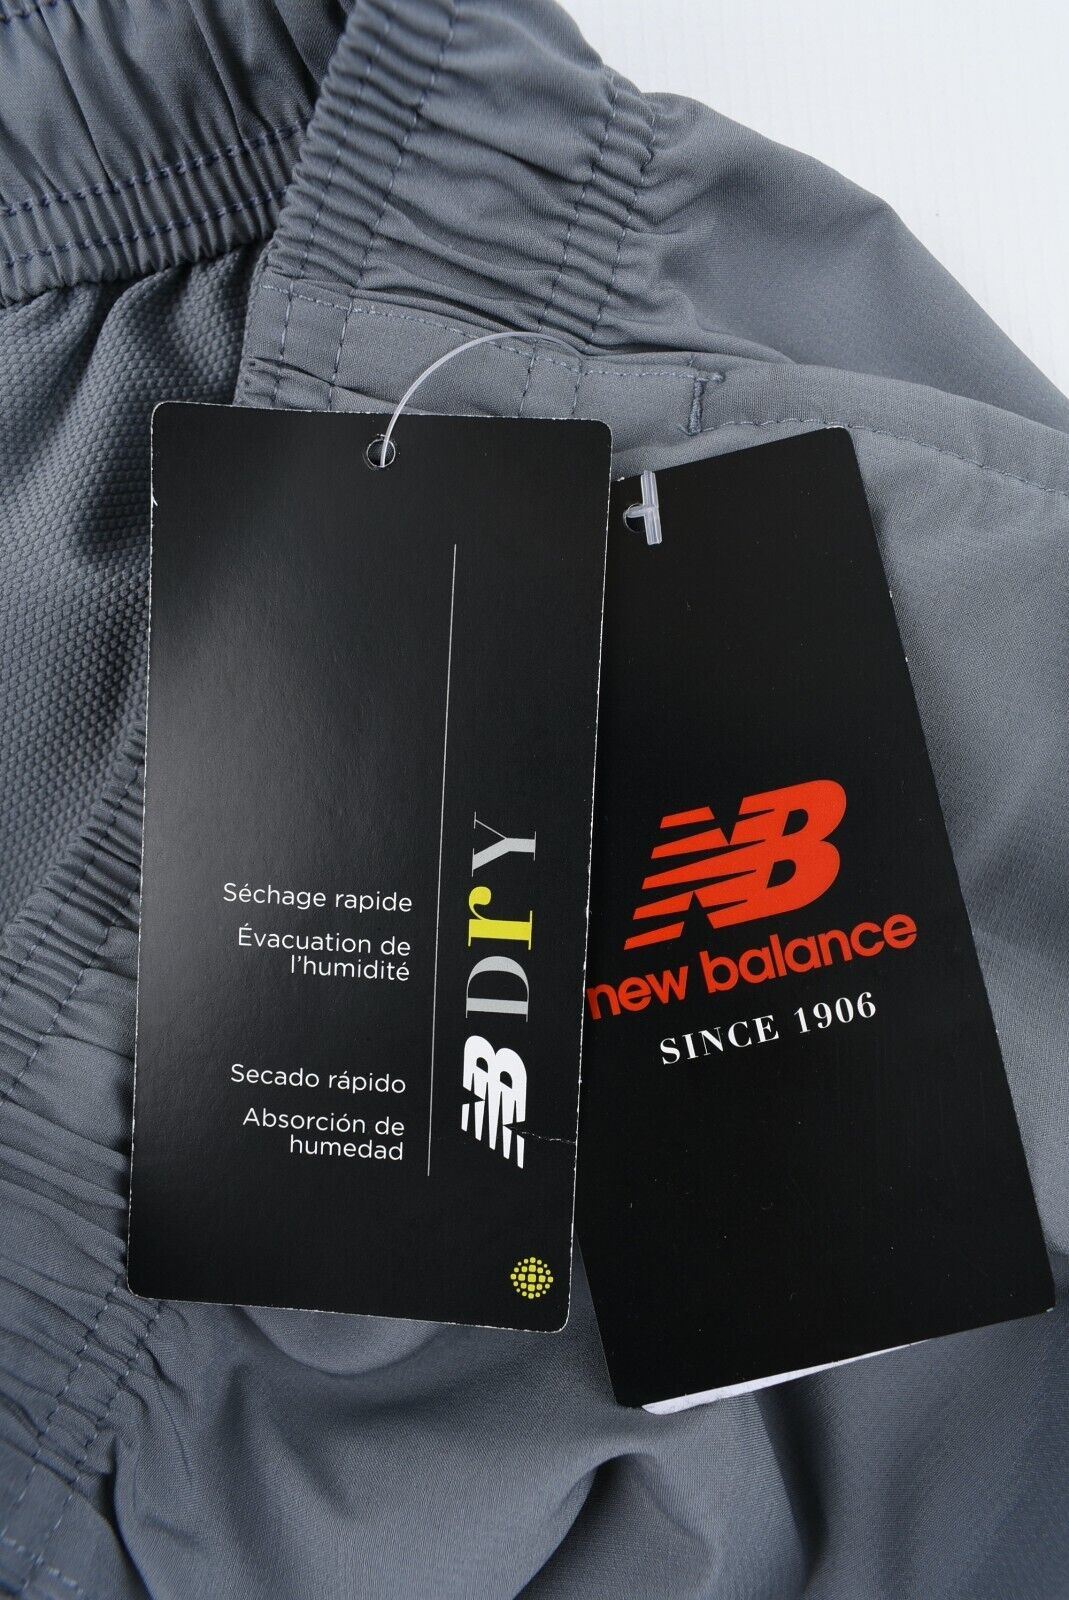 Séchage rapide
Évacuation de
l'humidité
Secado rápido
Absorción de
humedad
NB DrY
NB
new balance
SINCE 1906